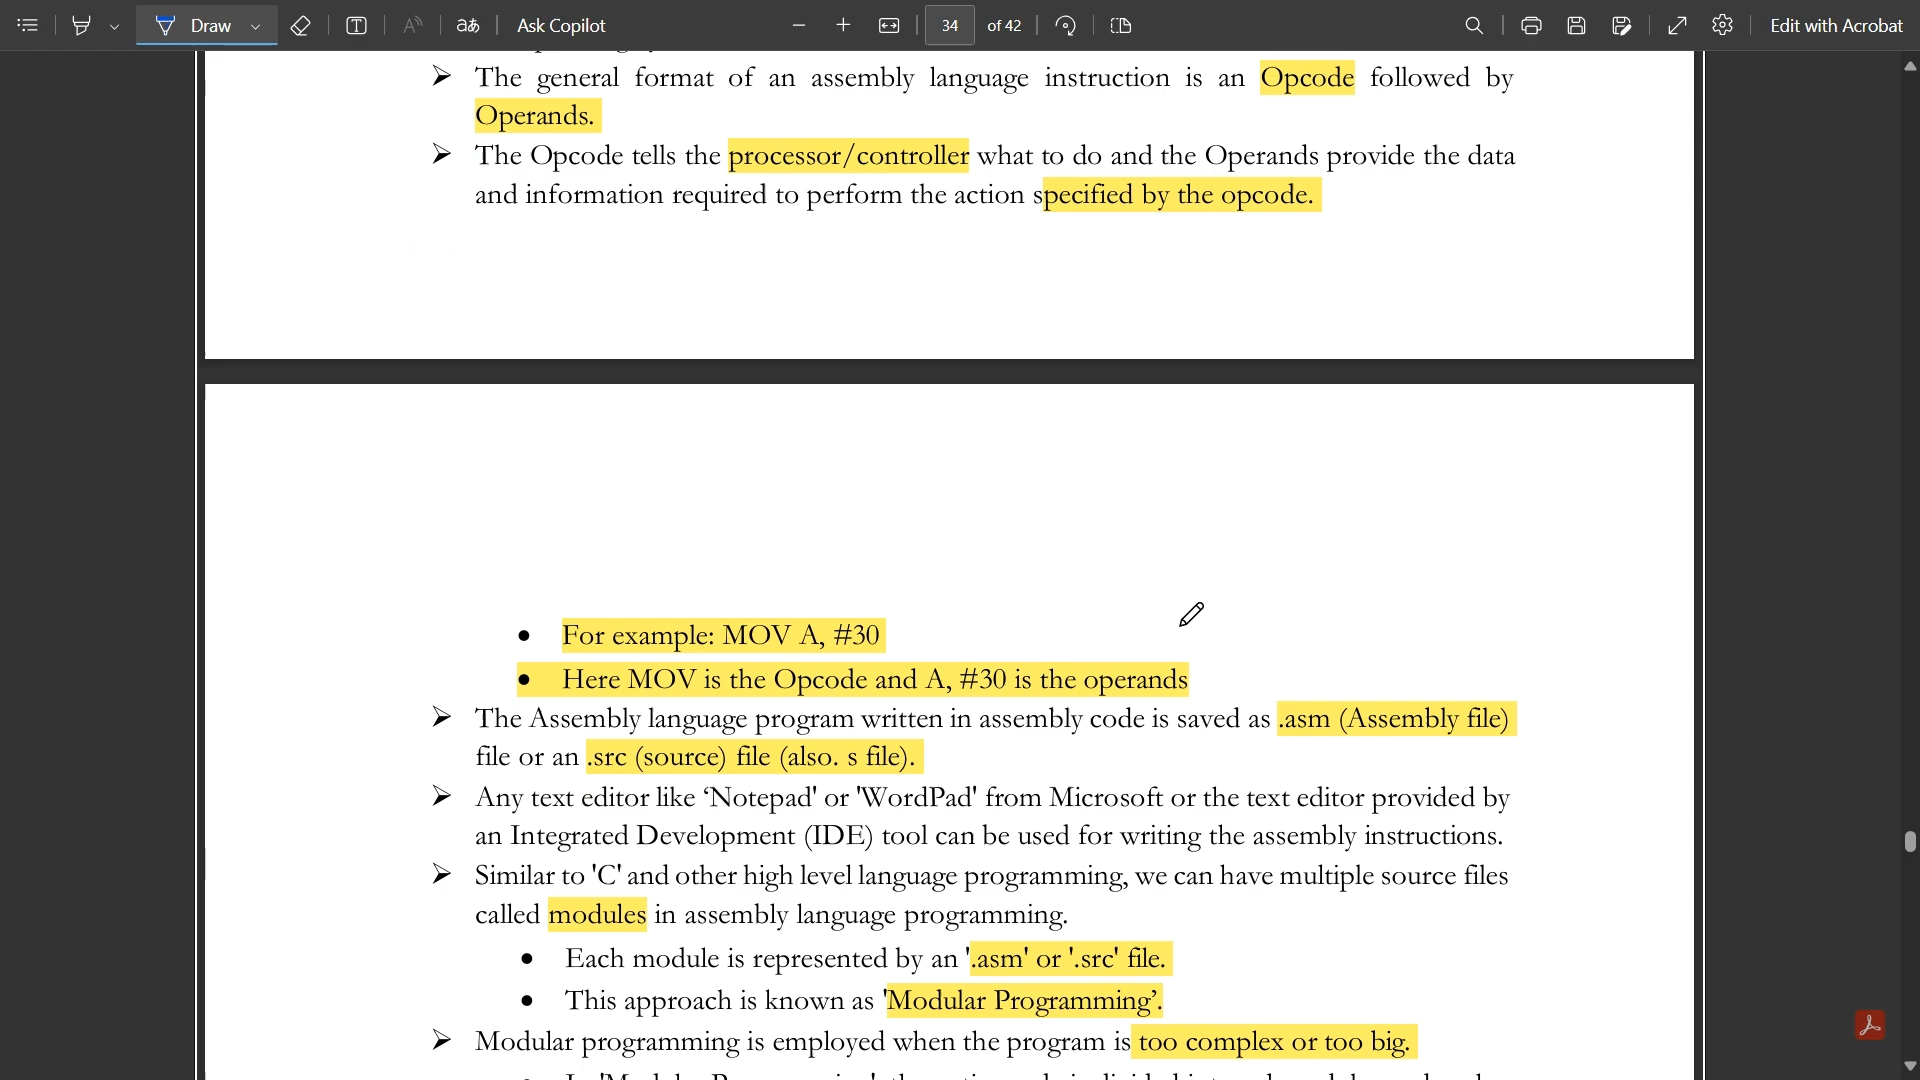 Draw
Ask Copilot
34 of 42
Edit with Acrobat
The general format of an assembly language instruction is an Opcode followed by
Operands.
The Opcode tells the processor/controller what to do and the Operands provide the data
and information required to perform the action specified by the opcode.
For example: MOV A, #30
Here MOV is the Opcode and A, #30 is the operands
The Assembly language program written in assembly code is saved as .asm (Assembly file)
file or an .src (source) file (also. s file).
Any text editor like ‘Notepad' or 'WordPad' from Microsoft or the text editor provided by
an Integrated Development (IDE) tool can be used for writing the assembly instructions.
Similar to 'C' and other high level language programming, we can have multiple source files
called modules in assembly language programming.
Each module is represented by an '.asm' or '.src' file.
This approach is known as 'Modular Programming’.
Modular programming is employed when the program is too complex or too big.